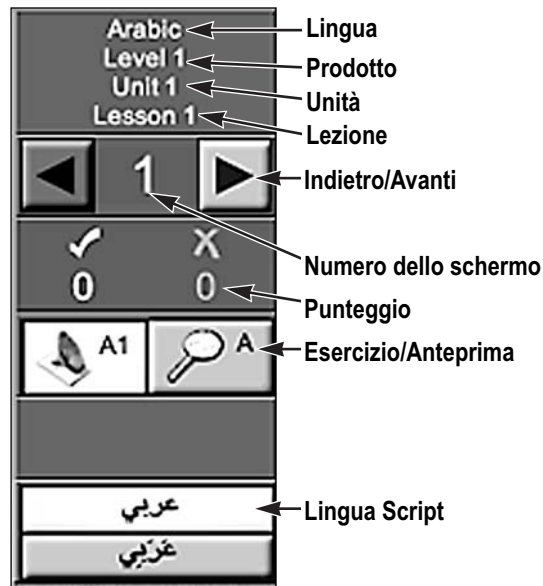 Arabic
Lingua
Level 1
Prodotto
Unit 1
Unità
Lesson 1
Lezione
1
Indietro/Avanti
Numero dello schermo
0 0
Punteggio
A1 A
Esercizio/Anteprima
عربي
Lingua Script
عَرَبي